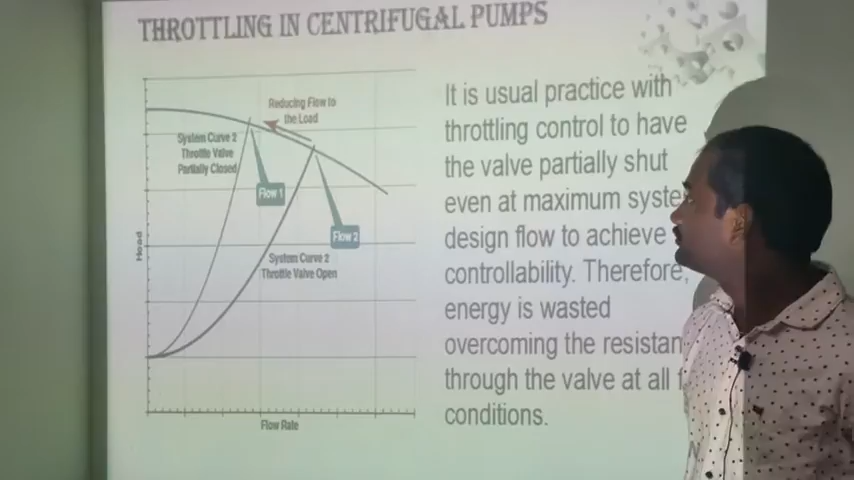 THROTTLING IN CENTRIFUGAL PUMPS
Reducing Flow to
the Load
System Curve 2
Throttle Valve
Partially Closed
Flow 1
Flow 2
System Curve 2
Throttle Valve Open
Head
Flow Rate
It is usual practice with
throttling control to have
the valve partially shut
even at maximum syste
design flow to achieve
controllability. Therefore,
energy is wasted
overcoming the resistan
through the valve at all f
conditions.